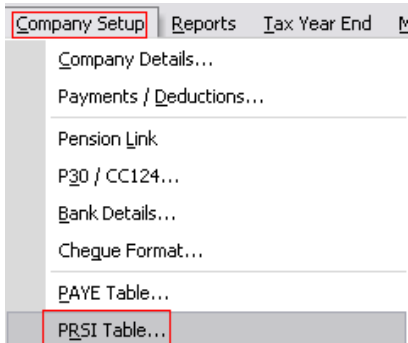 Company Setup Reports Tax Year End
Company Details...
Payments / Deductions...
Pension Link
P30 / CC124...
Bank Details...
Cheque Format...
PAYE Table...
PRSI Table...